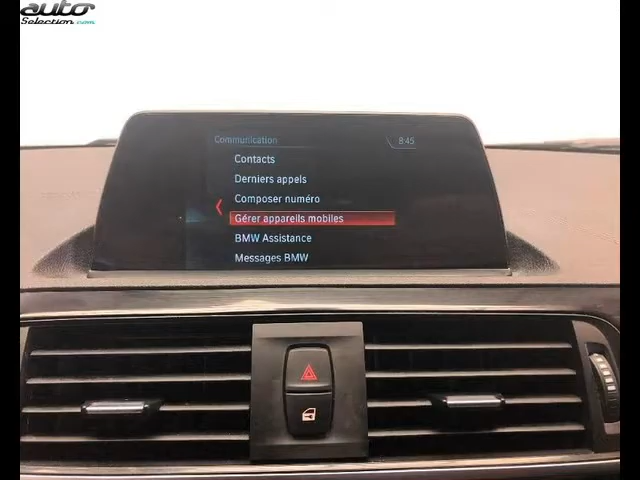 auto
Selection.com
Communication 8:45
Contacts
Derniers appels
Composer numéro
Gérer appareils mobiles
BMW Assistance
Messages BMW